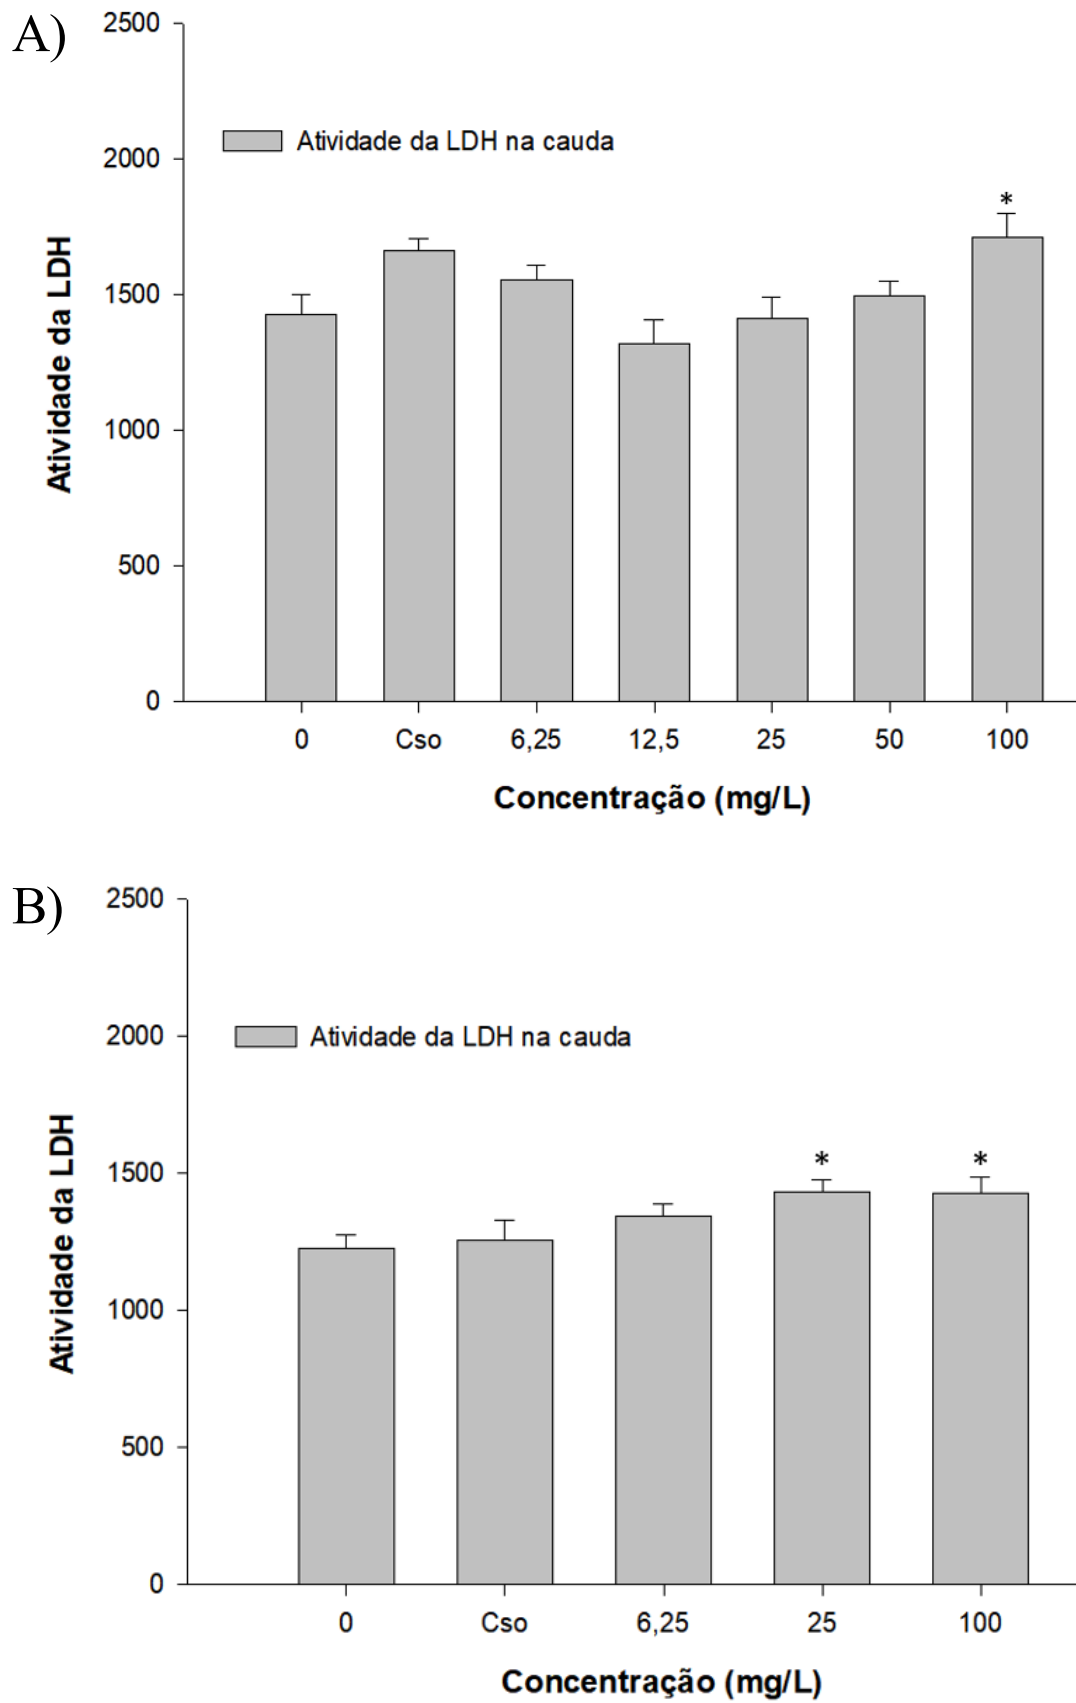 A)
2500
2000
1500
1000
500
0
Atividade da LDH
Atividade da LDH na cauda
*
0 Cso 6,25 12,5 25 50 100
Concentração (mg/L)
B)
2500
2000
1500
1000
500
0
Atividade da LDH
Atividade da LDH na cauda
* *
0 Cso 6,25 25 100
Concentração (mg/L)